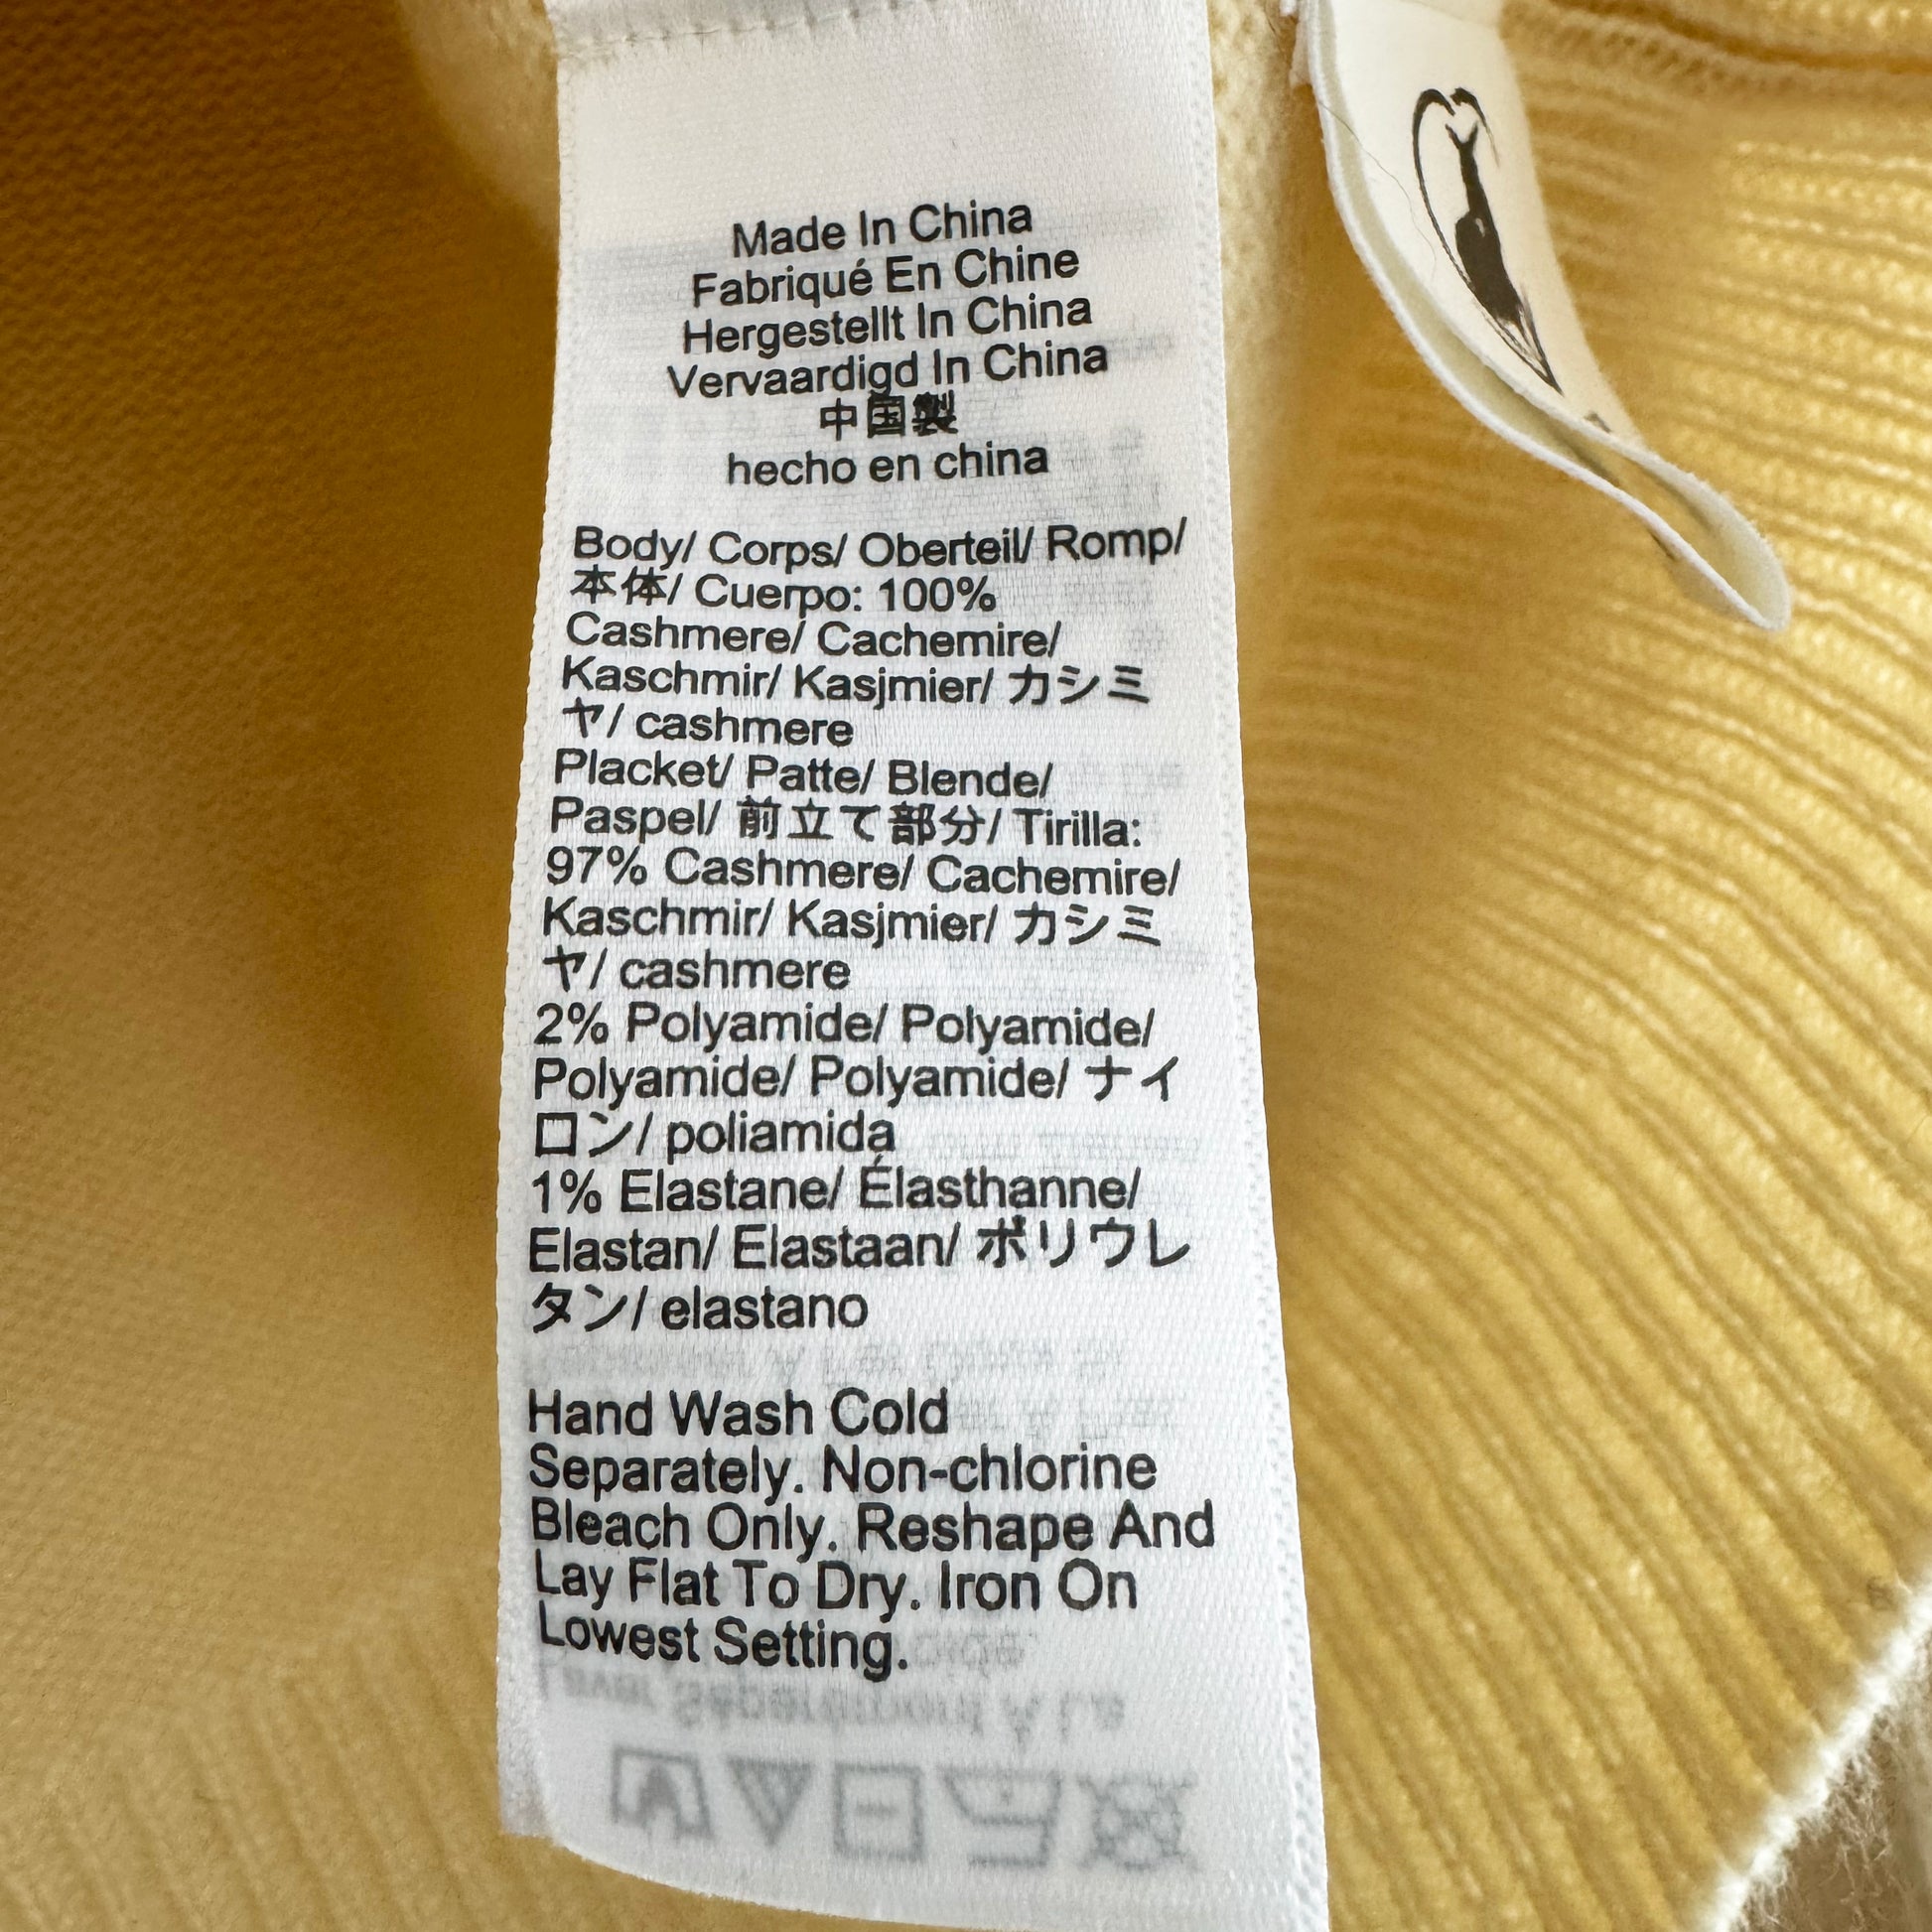 Made In China
Fabriqué En Chine
Hergestellt In China
Vervaardigd In China
中国製
hecho en china
Body/ Corps/ Oberteil/ Romp/
本体/ Cuerpo: 100%
Cashmere/ Cachemire/
Kaschmir/ Kasjmier/ カシミ
ヤ/ cashmere
Placket/ Patte/ Blende/
Paspel/ 前立て部分/ Tirilla:
97% Cashmere/ Cachemire/
Kaschmir/ Kasjmier/ カシミ
ヤ/ cashmere
2% Polyamide/ Polyamide/
Polyamide/ Polyamide/ ナイ
ロン/ poliamida
1% Elastane/ Élasthanne/
Elastan/ Elastaan/ ポリウレ
タン/ elastano
Hand Wash Cold
Separately. Non-chlorine
Bleach Only. Reshape And
Lay Flat To Dry. Iron On
Lowest Setting.